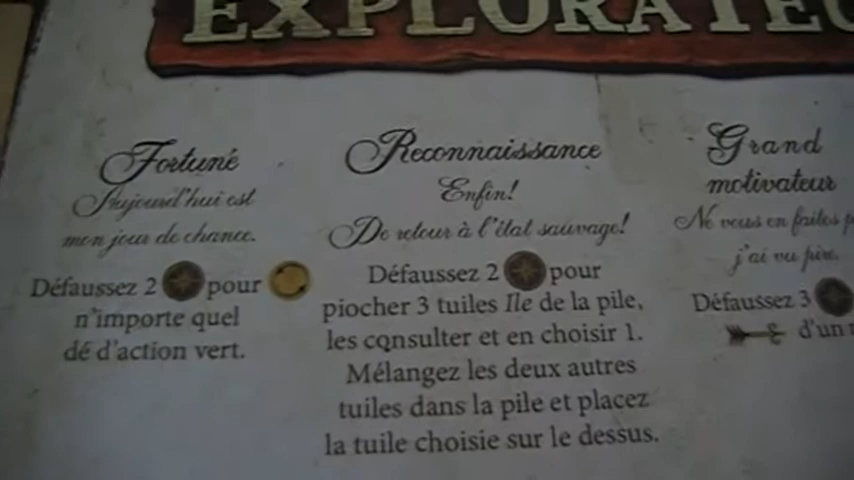 EXPLORATEU
Fortuné
Aujourd'hui est
mon jour de chance.
Défaussez 2 pour
n'importe quel
dé d'action vert.
Reconnaissance
Enfin!
De retour à l'état sauvage!
Défaussez 2 pour
piocher 3 tuiles Ile de la pile,
les consulter et en choisir 1.
Mélangez les deux autres
tuiles dans la pile et placez
la tuile choisie sur le dessus.
Grand
motivateur
Ne vous en faites p
j'ai vu pire.
Défaussez 3
d'un